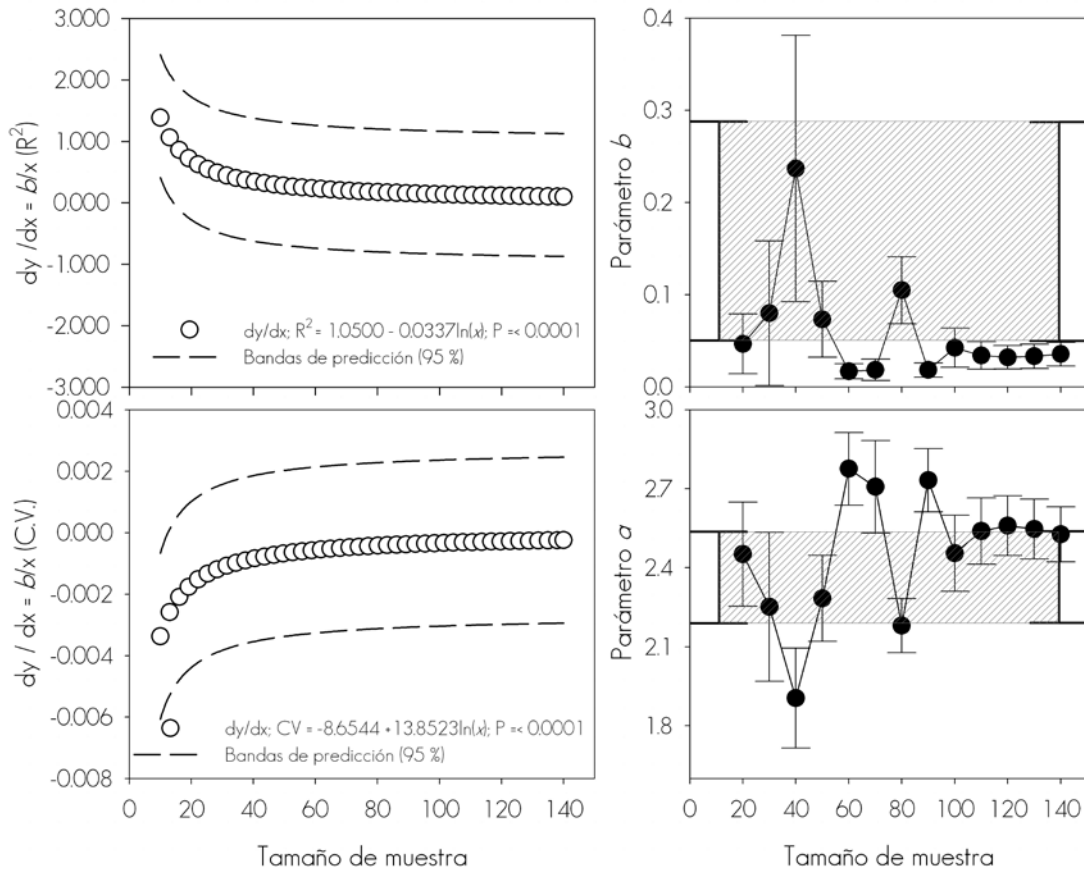 3.000
2.000
1.000
0.000
-1.000
-2.000
-3.000
dy /dx = b/x (R²)
dy/dx; R² = 1.0500 - 0.0337ln(x); P =< 0.0001
Bandas de predicción (95 %)
0.4
0.3
0.2
0.1
0.0
Parámetro b
0.004
0.002
0.000
-0.002
-0.004
-0.006
-0.008
dy / dx = b/x (C.V.)
dy/dx; CV = -8.6544 +13.8523ln(x); P =< 0.0001
Bandas de predicción (95 %)
0 20 40 60 80 100 120 140
Tamaño de muestra
3.0
2.7
2.4
2.1
1.8
Parámetro a
0 20 40 60 80 100 120 140
Tamaño de muestra